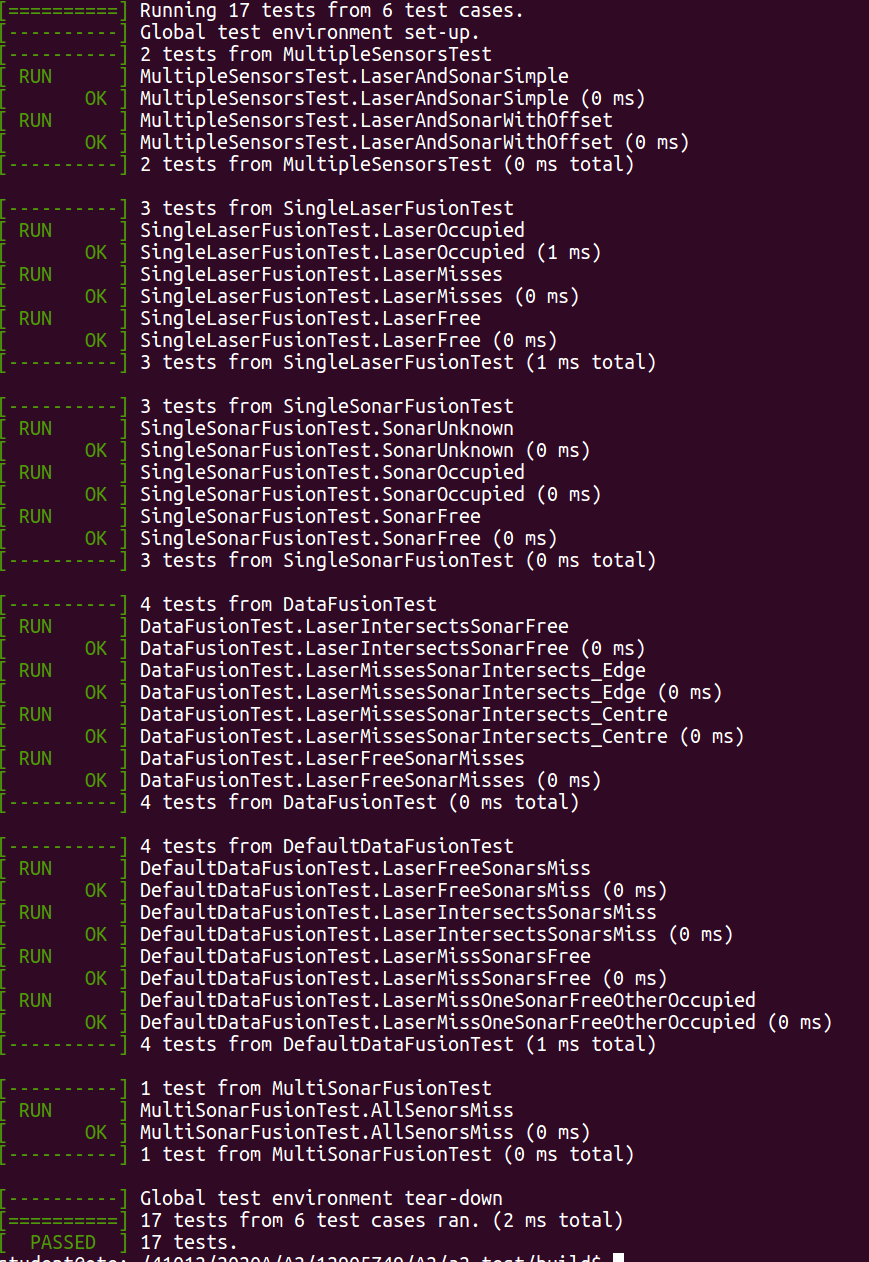 [==========] Running 17 tests from 6 test cases.
[----------] Global test environment set-up.
[----------] 2 tests from MultipleSensorsTest
[ RUN      ] MultipleSensorsTest.LaserAndSonarSimple
[       OK ] MultipleSensorsTest.LaserAndSonarSimple (0 ms)
[ RUN      ] MultipleSensorsTest.LaserAndSonarWithOffset
[       OK ] MultipleSensorsTest.LaserAndSonarWithOffset (0 ms)
[----------] 2 tests from MultipleSensorsTest (0 ms total)
[----------] 3 tests from SingleLaserFusionTest
[ RUN      ] SingleLaserFusionTest.LaserOccupied
[       OK ] SingleLaserFusionTest.LaserOccupied (1 ms)
[ RUN      ] SingleLaserFusionTest.LaserMisses
[       OK ] SingleLaserFusionTest.LaserMisses (0 ms)
[ RUN      ] SingleLaserFusionTest.LaserFree
[       OK ] SingleLaserFusionTest.LaserFree (0 ms)
[----------] 3 tests from SingleLaserFusionTest (1 ms total)
[----------] 3 tests from SingleSonarFusionTest
[ RUN      ] SingleSonarFusionTest.SonarUnknown
[       OK ] SingleSonarFusionTest.SonarUnknown (0 ms)
[ RUN      ] SingleSonarFusionTest.SonarOccupied
[       OK ] SingleSonarFusionTest.SonarOccupied (0 ms)
[ RUN      ] SingleSonarFusionTest.SonarFree
[       OK ] SingleSonarFusionTest.SonarFree (0 ms)
[----------] 3 tests from SingleSonarFusionTest (0 ms total)
[----------] 4 tests from DataFusionTest
[ RUN      ] DataFusionTest.LaserIntersectsSonarFree
[       OK ] DataFusionTest.LaserIntersectsSonarFree (0 ms)
[ RUN      ] DataFusionTest.LaserMissesSonarIntersects_Edge
[       OK ] DataFusionTest.LaserMissesSonarIntersects_Edge (0 ms)
[ RUN      ] DataFusionTest.LaserMissesSonarIntersects_Centre
[       OK ] DataFusionTest.LaserMissesSonarIntersects_Centre (0 ms)
[ RUN      ] DataFusionTest.LaserFreeSonarMisses
[       OK ] DataFusionTest.LaserFreeSonarMisses (0 ms)
[----------] 4 tests from DataFusionTest (0 ms total)
[----------] 4 tests from DefaultDataFusionTest
[ RUN      ] DefaultDataFusionTest.LaserFreeSonarsMiss
[       OK ] DefaultDataFusionTest.LaserFreeSonarsMiss (0 ms)
[ RUN      ] DefaultDataFusionTest.LaserIntersectsSonarsMiss
[       OK ] DefaultDataFusionTest.LaserIntersectsSonarsMiss (0 ms)
[ RUN      ] DefaultDataFusionTest.LaserMissSonarsFree
[       OK ] DefaultDataFusionTest.LaserMissSonarsFree (0 ms)
[ RUN      ] DefaultDataFusionTest.LaserMissOneSonarFreeOtherOccupied
[       OK ] DefaultDataFusionTest.LaserMissOneSonarFreeOtherOccupied (0 ms)
[----------] 4 tests from DefaultDataFusionTest (1 ms total)
[----------] 1 test from MultiSonarFusionTest
[ RUN      ] MultiSonarFusionTest.AllSenorsMiss
[       OK ] MultiSonarFusionTest.AllSenorsMiss (0 ms)
[----------] 1 test from MultiSonarFusionTest (0 ms total)
[----------] Global test environment tear-down
[==========] 17 tests from 6 test cases ran. (2 ms total)
[  PASSED  ] 17 tests.